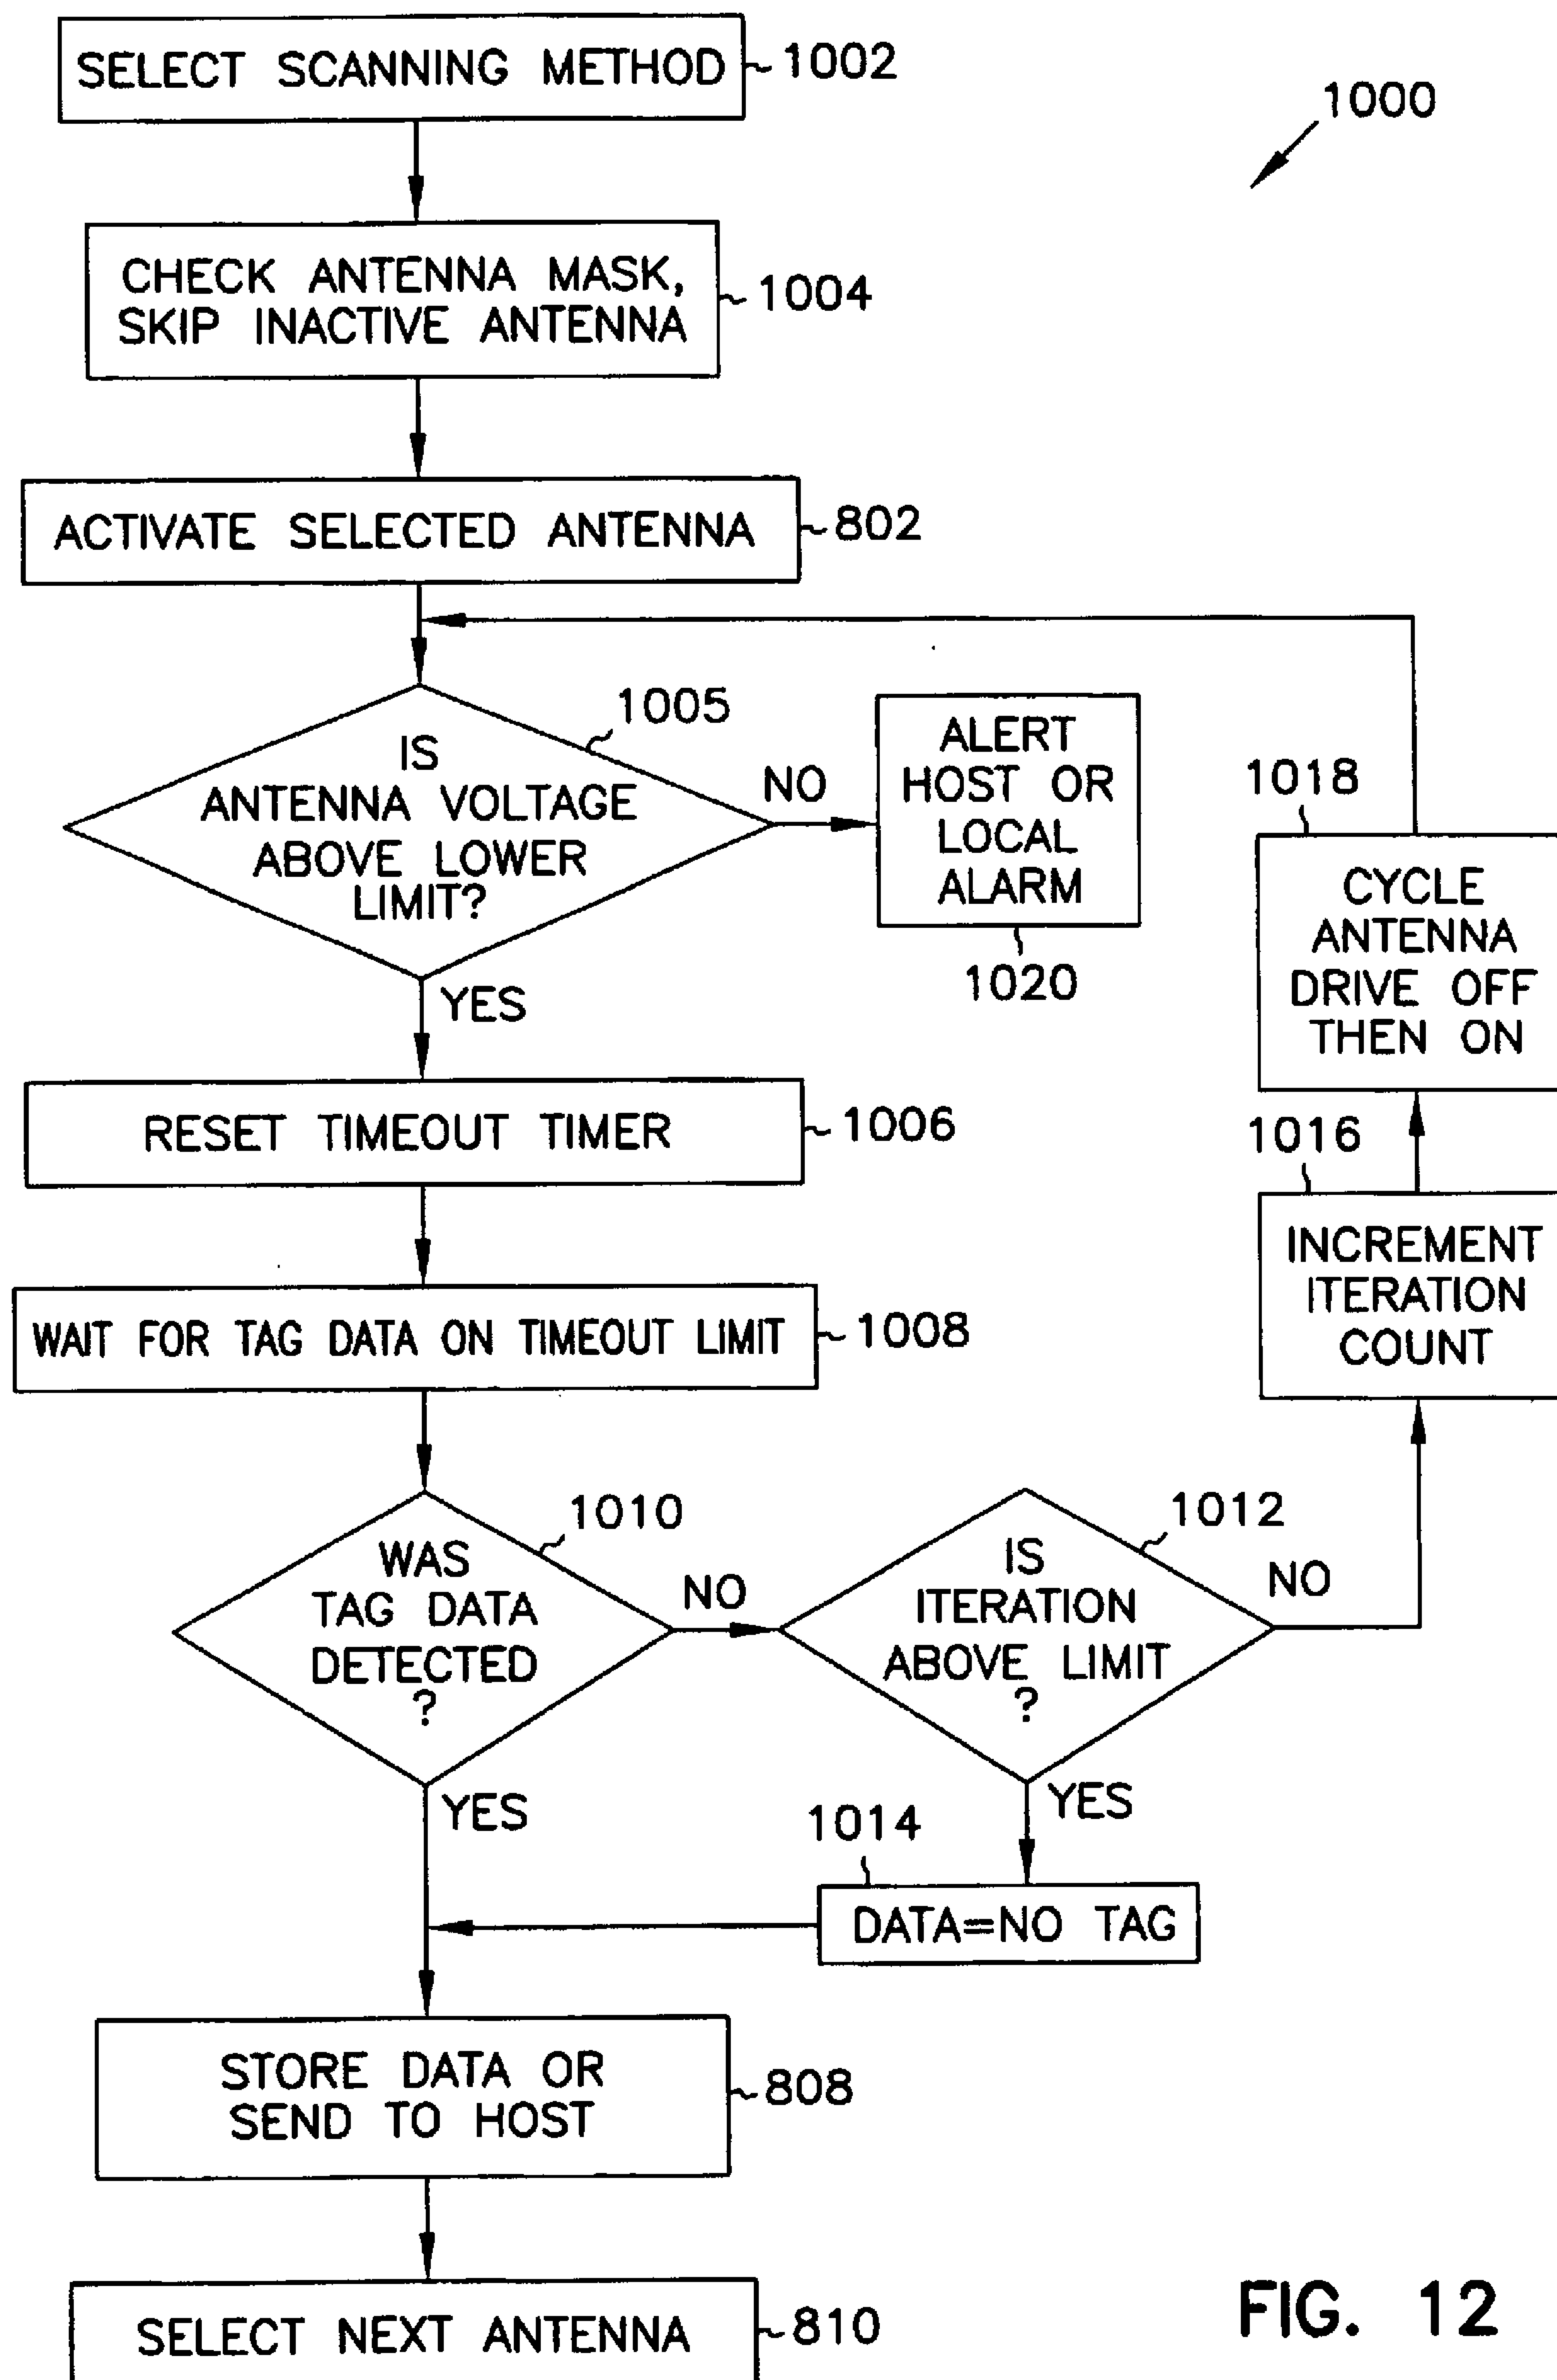 SELECT SCANNING METHOD
1002
1000
CHECK ANTENNA MASK,
SKIP INACTIVE ANTENNA
1004
ACTIVATE SELECTED ANTENNA
802
IS
ANTENNA VOLTAGE
ABOVE LOWER
LIMIT?
1005
NO
YES
ALERT
HOST OR
LOCAL
ALARM
1020
1018
CYCLE
ANTENNA
DRIVE OFF
THEN ON
RESET TIMEOUT TIMER
1006
1016
INCREMENT
ITERATION
COUNT
WAIT FOR TAG DATA ON TIMEOUT LIMIT
1008
WAS
TAG DATA
DETECTED
?
1010
NO
YES
IS
ITERATION
ABOVE LIMIT
?
1012
NO
YES
1014
DATA=NO TAG
STORE DATA OR
SEND TO HOST
808
SELECT NEXT ANTENNA
810
FIG. 12